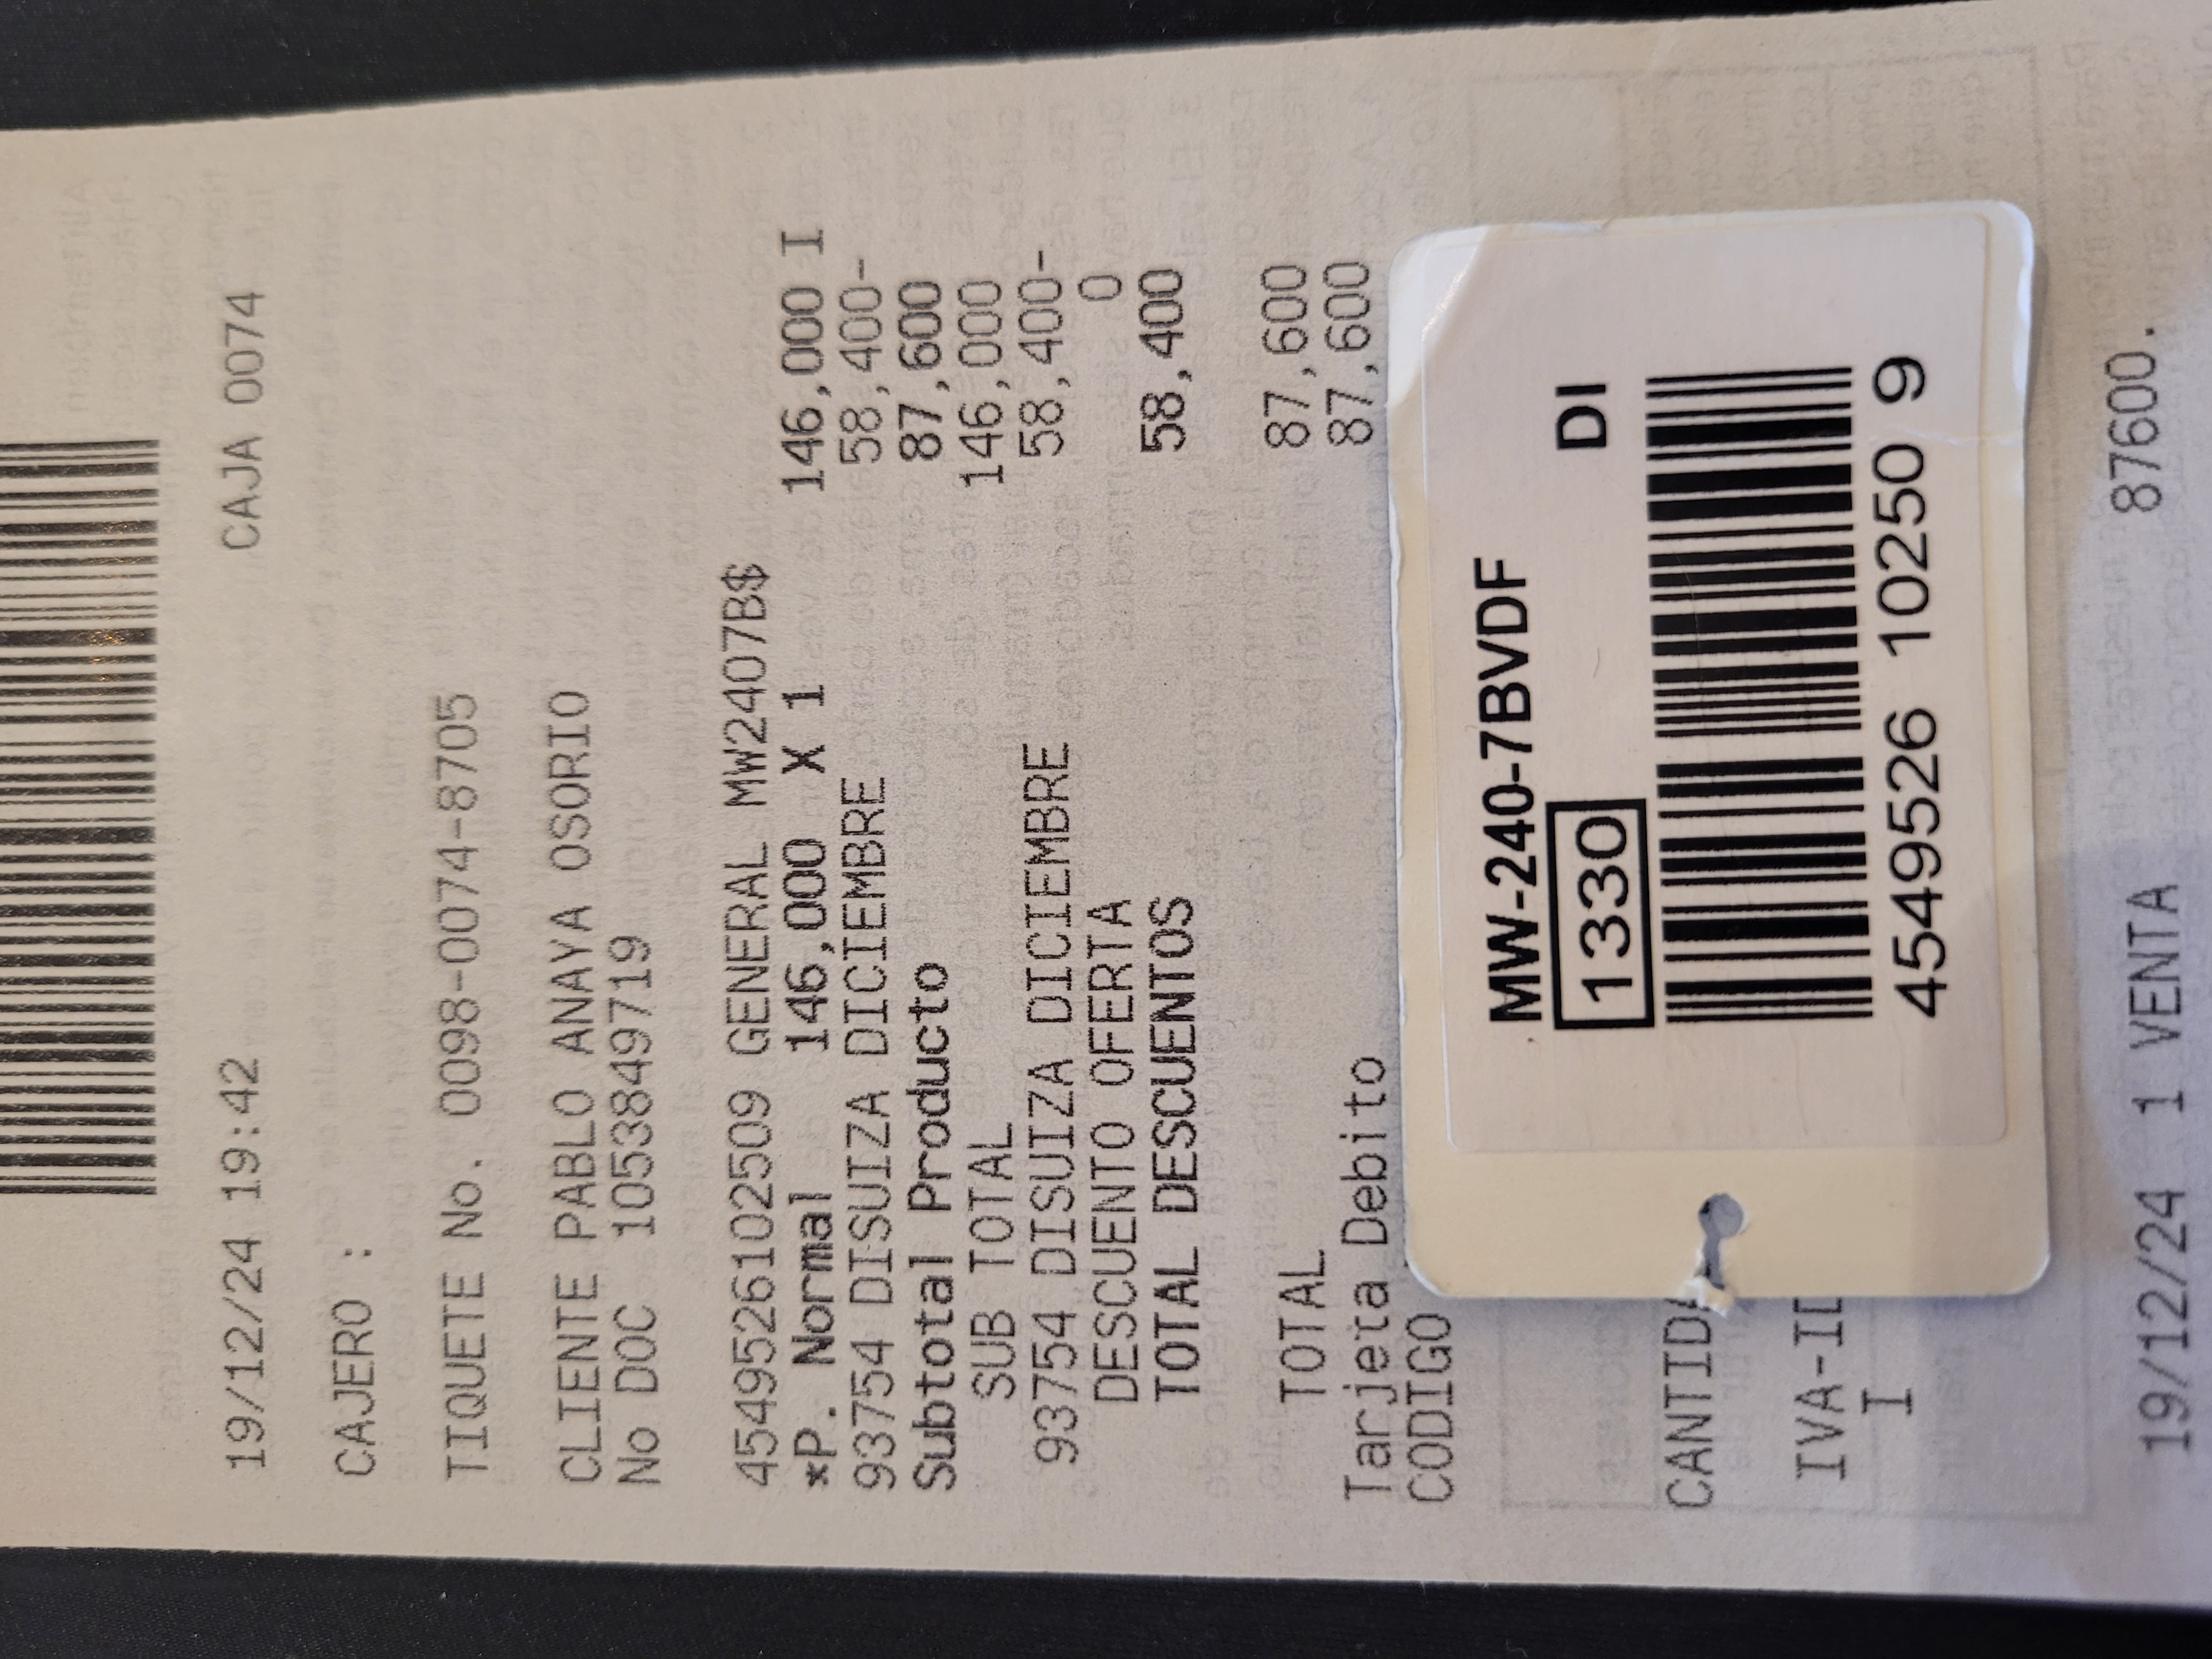 19/12/24 19:42 CAJA 0074
CAJERO :
TIQUETE No. 0098-0074-8705
CLIENTE PABLO ANAYA OSORIO
No DOC 1053849719
4549526102509 GENERAL MW2407B$
*P. Normal 146,000 X 1 146,000 I
93754 DISUIZA DICIEMBRE 58,400-
Subtotal Producto 87,600
SUB TOTAL 146,000
93754 DISUIZA DICIEMBRE 58,400-
DESCUENTO OFERTA 0
TOTAL DESCUENTOS 58,400
TOTAL 87,600
Tarjeta Debito 87,600
CODIGO
MW-240-7BVDF
1330 DI
4549526 10250 9
CANTIDA
IVA-I
I
19/12/24 1 VENTA 87600.